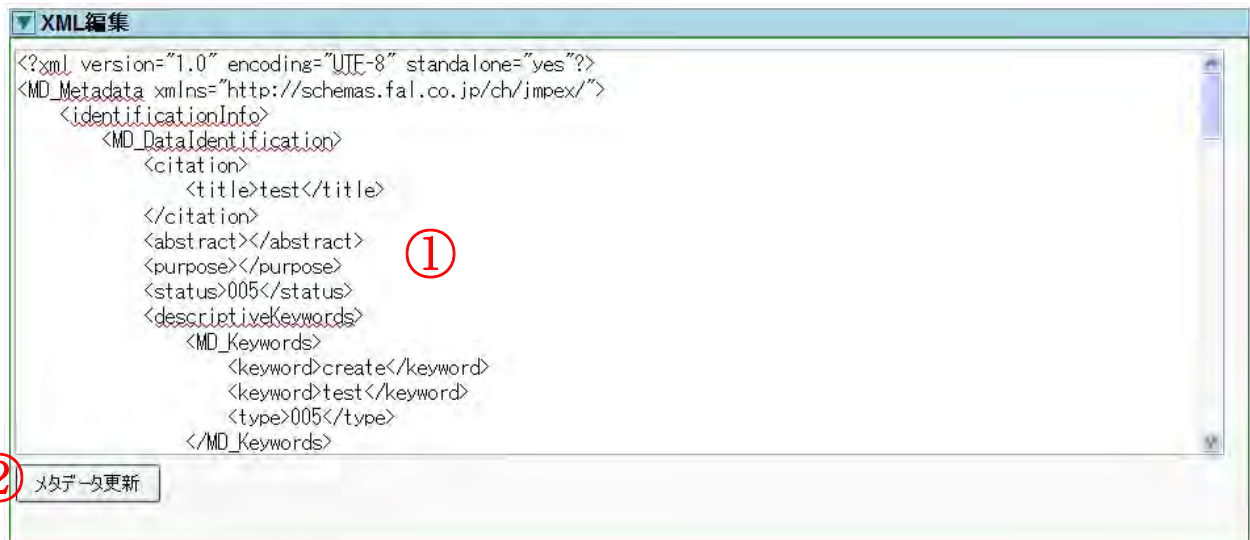 XML編集
<?xml version="1.0" encoding="UTF-8" standalone="yes"?>
<MD_Metadata xmlns="http://schemas.fal.co.jp/ch/jmpex/">
<identificationInfo>
<MD_DataIdentification>
<citation>
<title>test</title>
</citation>
<abstract></abstract>
①
<purpose></purpose>
<status>005</status>
<descriptiveKeywords>
<MD_Keywords>
<keyword>create</keyword>
<keyword>test</keyword>
<type>005</type>
</MD_Keywords>
② メタデータ更新